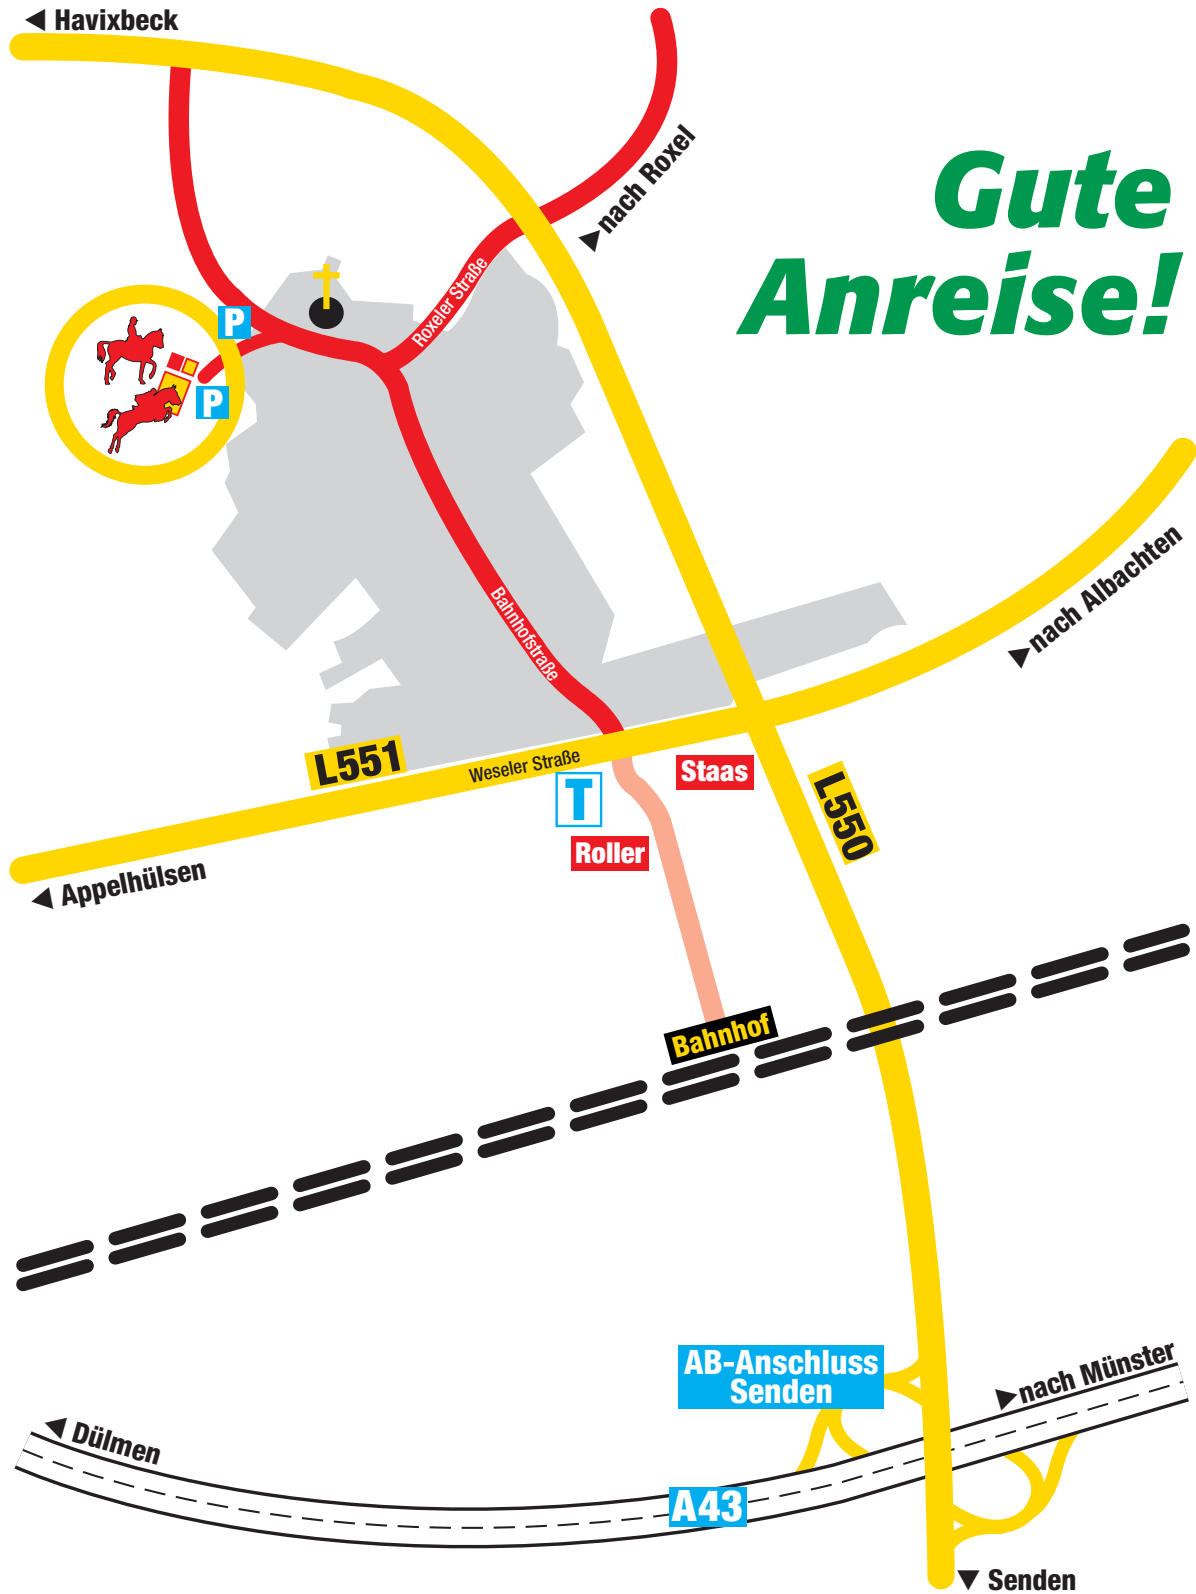 Havixbeck
nach Roxel
Gute
Anreise!
Roxeler Straße
P
P
nach Albachten
Bahnhofstraße
L551
Weseler Straße
Staas
T
L550
Roller
Appelhülsen
Bahnhof
AB-Anschluss
Senden
nach Münster
Dülmen
A43
Senden